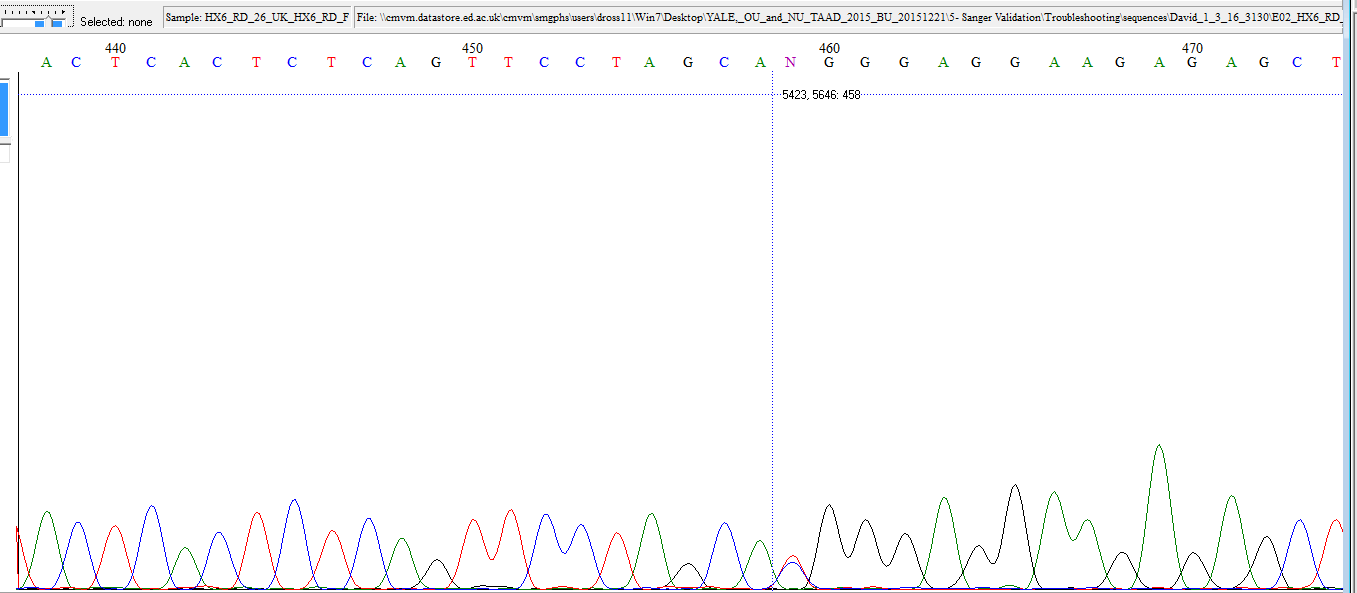 Selected: none
Sample: HX6_RD_26_UK_HX6_RD_F
File: \\cmvm.datastore.ed.ac.uk\cmvm\smgphs\users\dross11\Win7\Desktop\YALE,_OU_and_NU_TAAD_2015_BU_20151221\5- Sanger Validation\Troubleshooting\sequences\David_1_3_16_3130\E02_HX6_RD_
440 450 460 470
A C T C A C T C T C A G T T C C T A G C A N G G G A G G A A G A G A G C T
5423, 5646: 458